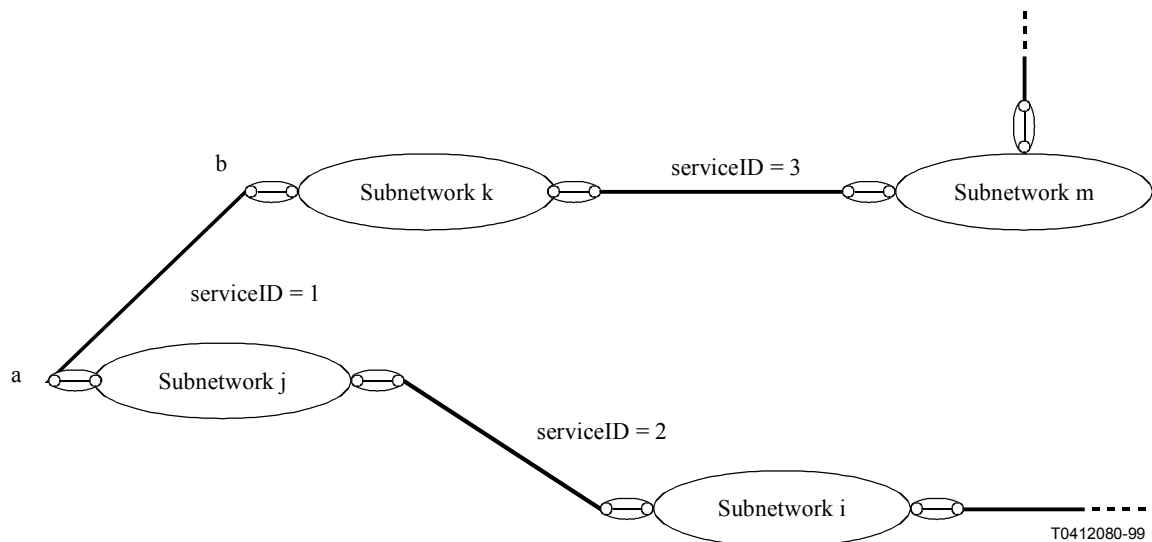 b
Subnetwork k
serviceID = 3
Subnetwork m
serviceID = 1
a
Subnetwork j
serviceID = 2
Subnetwork i
T0412080-99